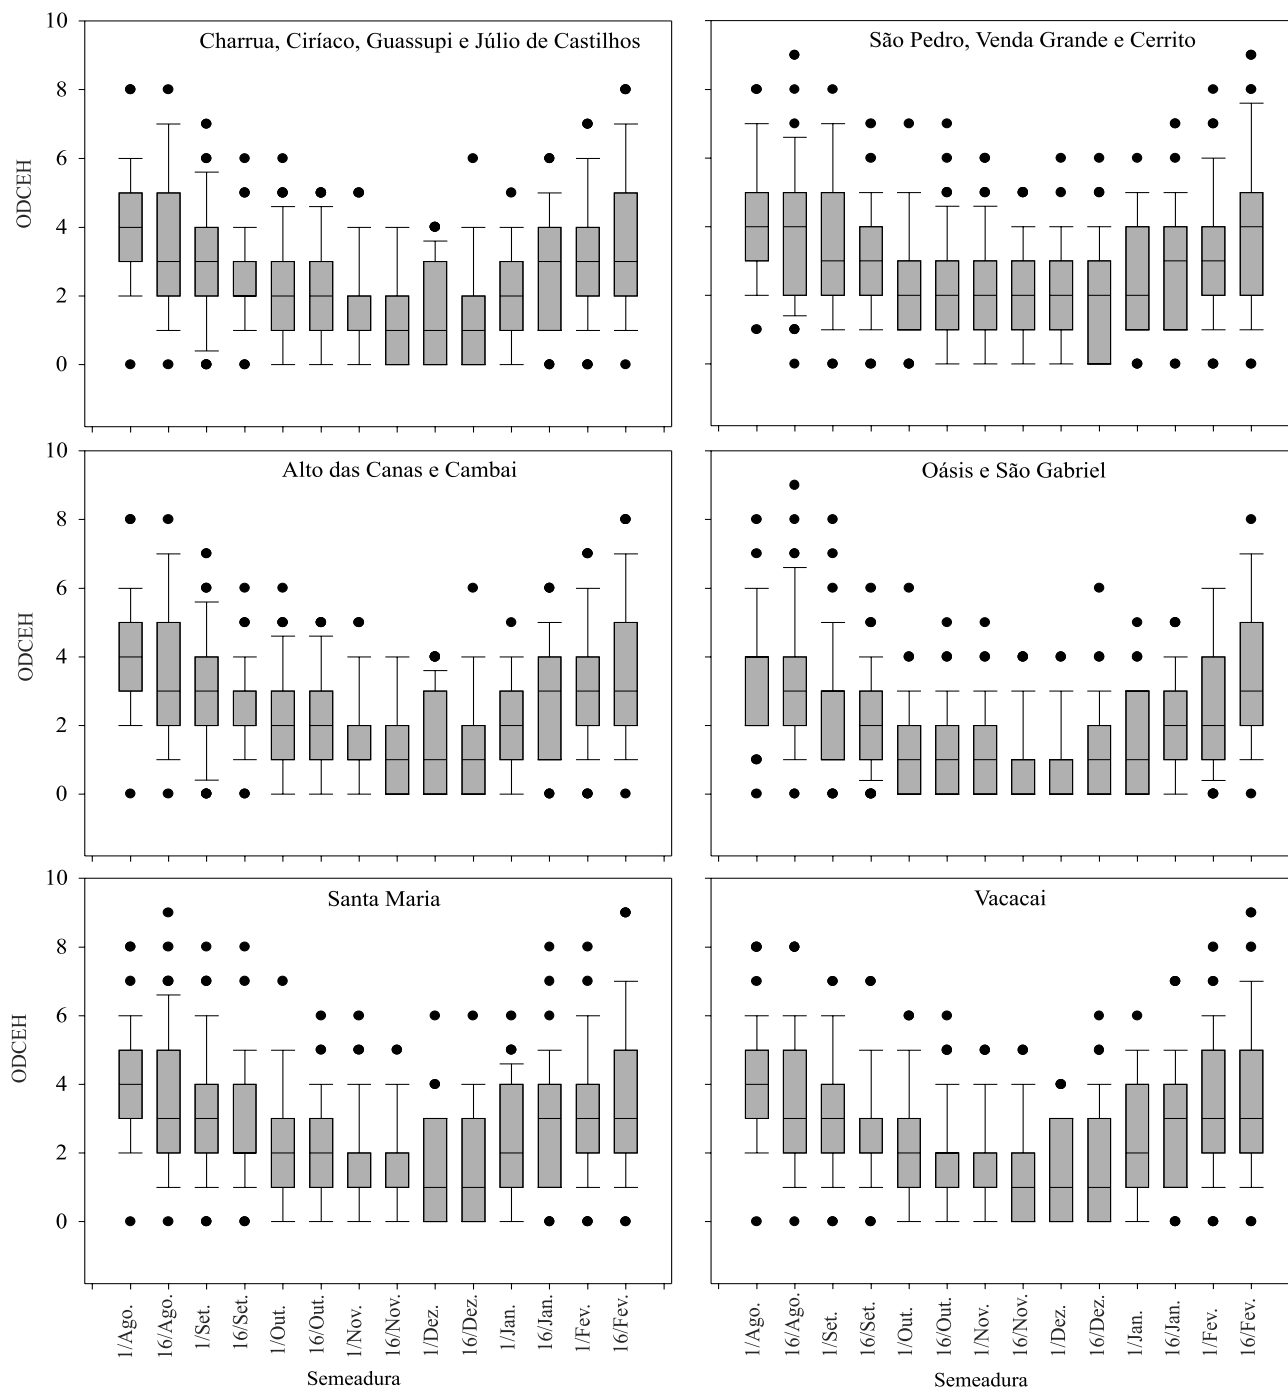 Charrua, Ciríaco, Guassupi e Júlio de Castilhos
10
8
6
4
2
0
ODCEH
São Pedro, Venda Grande e Cerrito
Alto das Canas e Cambai
10
8
6
4
2
0
ODCEH
Oásis e São Gabriel
Santa Maria
10
8
6
4
2
0
ODCEH
Vacacai
1/Ago. 16/Ago. 1/Set. 16/Set. 1/Out. 16/Out. 1/Nov. 16/Nov. 1/Dez. 16/Dez. 1/Jan. 16/Jan. 1/Fev. 16/Fev.
Semeadura
1/Ago. 16/Ago. 1/Set. 16/Set. 1/Out. 16/Out. 1/Nov. 16/Nov. 1/Dez. 16/Dez. 1/Jan. 16/Jan. 1/Fev. 16/Fev.
Semeadura